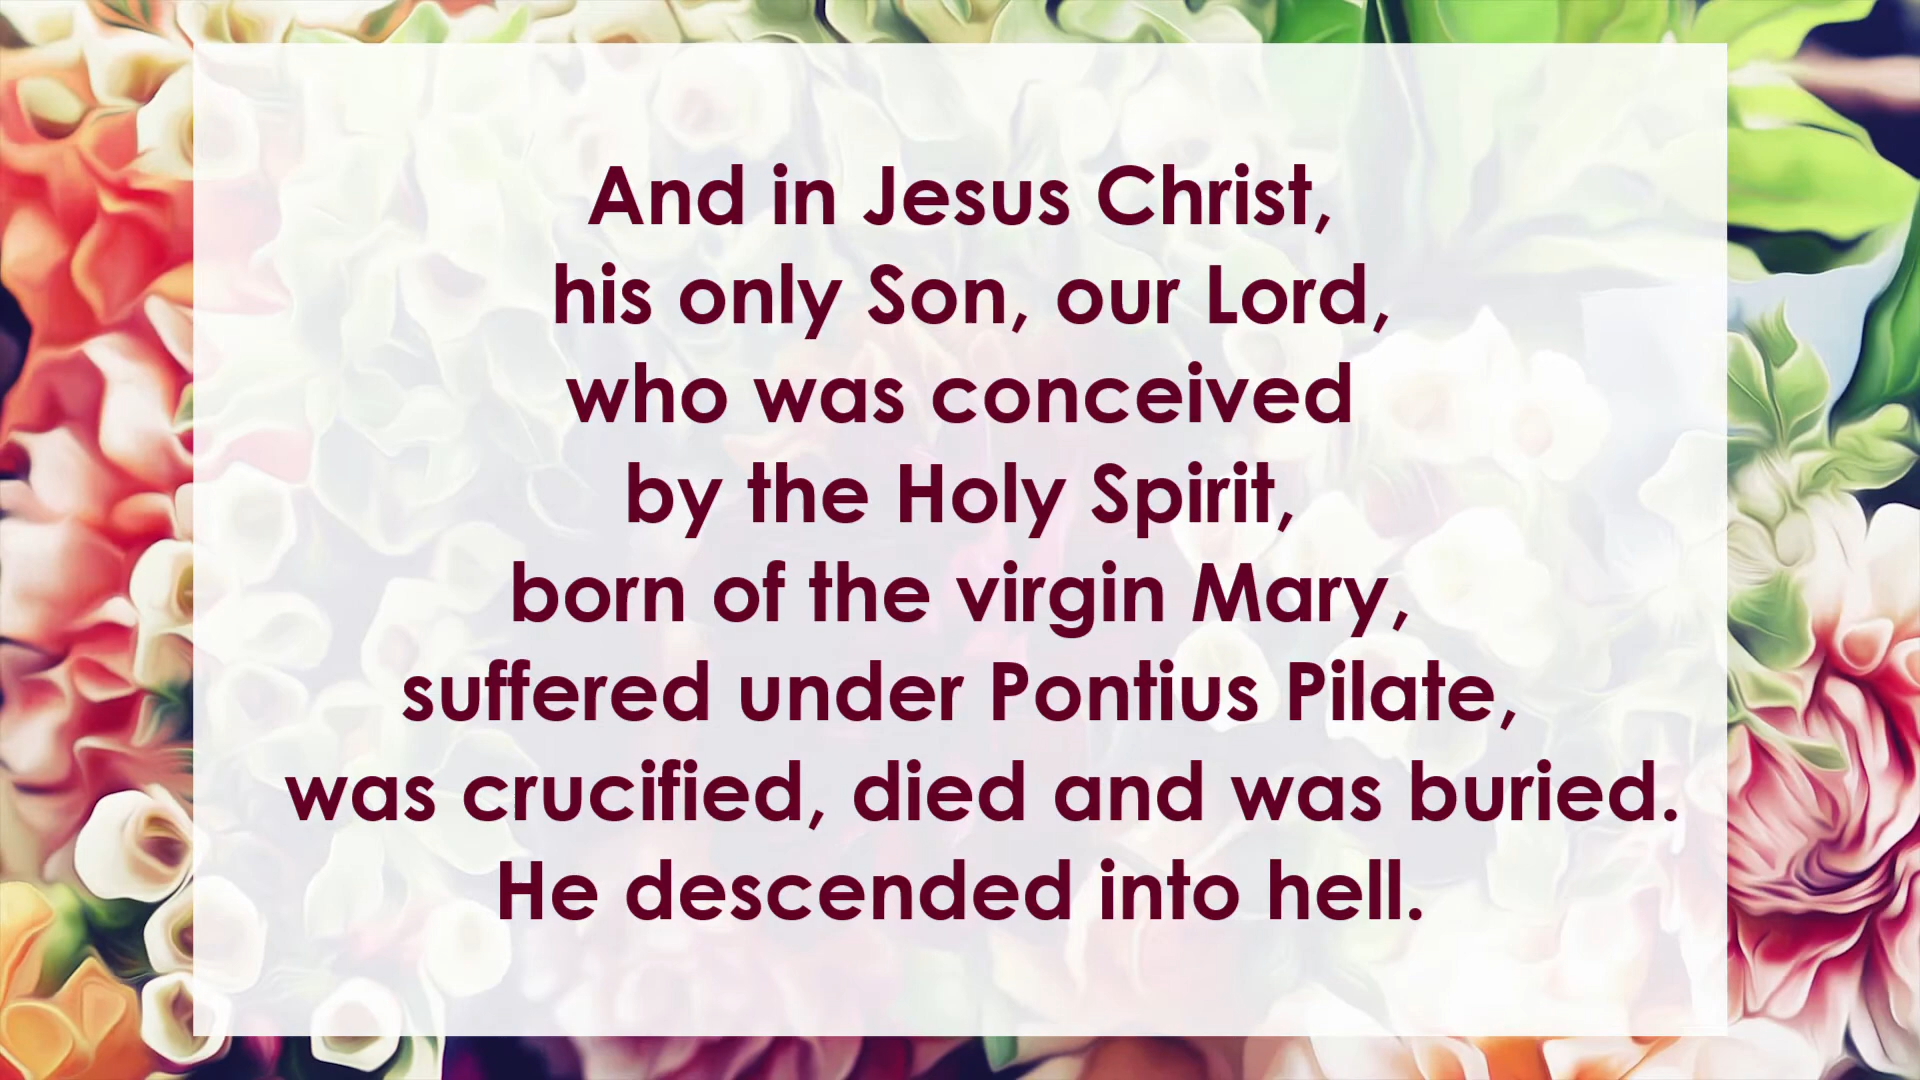 And in Jesus Christ,
his only Son, our Lord,
who was conceived
by the Holy Spirit,
born of the virgin Mary,
suffered under Pontius Pilate,
was crucified, died and was buried.
He descended into hell.